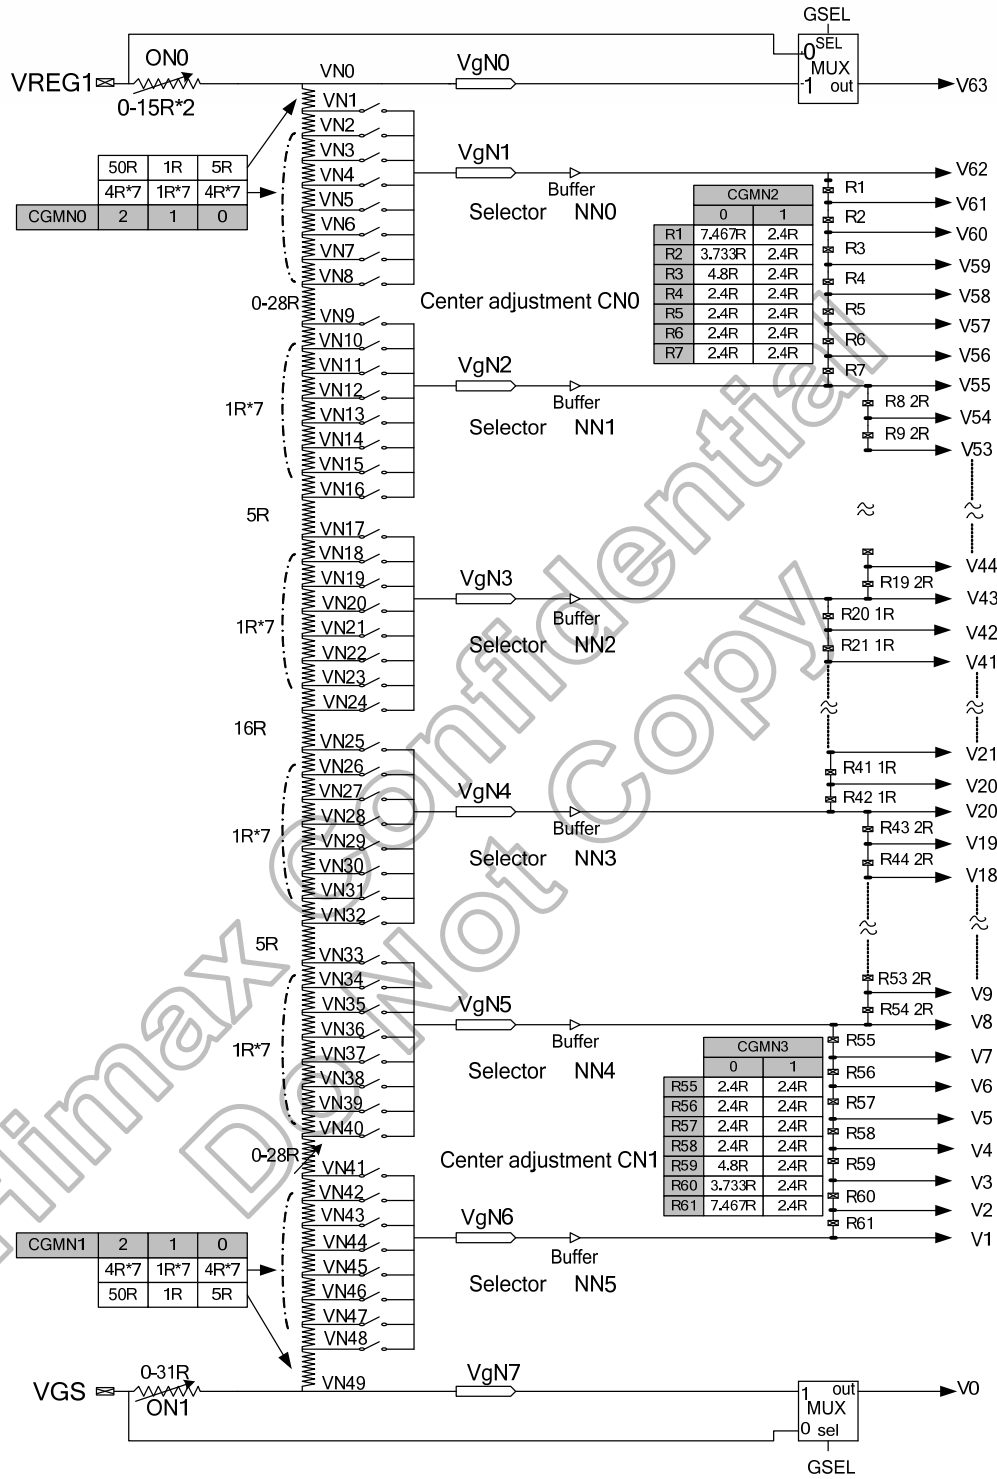 GSEL
ON0
VREG1
0-15R*2
VN0
VgN0
0 SEL
MUX
1 out
V63
VN1
VN2
VN3
VN4
VN5
VN6
VN7
VN8
50R 1R 5R
4R*7 1R*7 4R*7
CGMN0 2 1 0
VgN1
Buffer
Selector NN0
V62
R1
V61
R2
V60
R3
V59
R4
V58
R5
V57
R6
V56
R7
V55
CGMN2
0 1
R1 7.467R 2.4R
R2 3.733R 2.4R
R3 4.8R 2.4R
R4 2.4R 2.4R
R5 2.4R 2.4R
R6 2.4R 2.4R
R7 2.4R 2.4R
0-28R
Center adjustment CN0
VN9
VN10
VN11
VN12
VN13
VN14
VN15
VN16
1R*7
VgN2
Buffer
Selector NN1
R8 2R
V54
R9 2R
V53
5R
VN17
VN18
VN19
VN20
VN21
VN22
VN23
VN24
1R*7
VgN3
Buffer
Selector NN2
V44
R19 2R
V43
R20 1R
V42
R21 1R
V41
16R
VN25
VN26
VN27
VN28
VN29
VN30
VN31
VN32
1R*7
VgN4
Buffer
Selector NN3
V21
R41 1R
V20
R42 1R
V20
R43 2R
V19
R44 2R
V18
5R
VN33
VN34
VN35
VN36
VN37
VN38
VN39
VN40
1R*7
VgN5
Buffer
Selector NN4
R53 2R
V9
R54 2R
V8
R55
V7
R56
V6
R57
V5
R58
V4
R59
V3
R60
V2
R61
V1
CGMN3
0 1
R55 2.4R 2.4R
R56 2.4R 2.4R
R57 2.4R 2.4R
R58 2.4R 2.4R
R59 4.8R 2.4R
R60 3.733R 2.4R
R61 7.467R 2.4R
0-28R
Center adjustment CN1
VN41
VN42
VN43
VN44
VN45
VN46
VN47
VN48
VgN6
Buffer
Selector NN5
CGMN1 2 1 0
4R*7 1R*7 4R*7
50R 1R 5R
0-31R
VGS
ON1
VN49
VgN7
1 out
MUX
0 sel
V0
GSEL
Himax Confidential
Do Not Copy